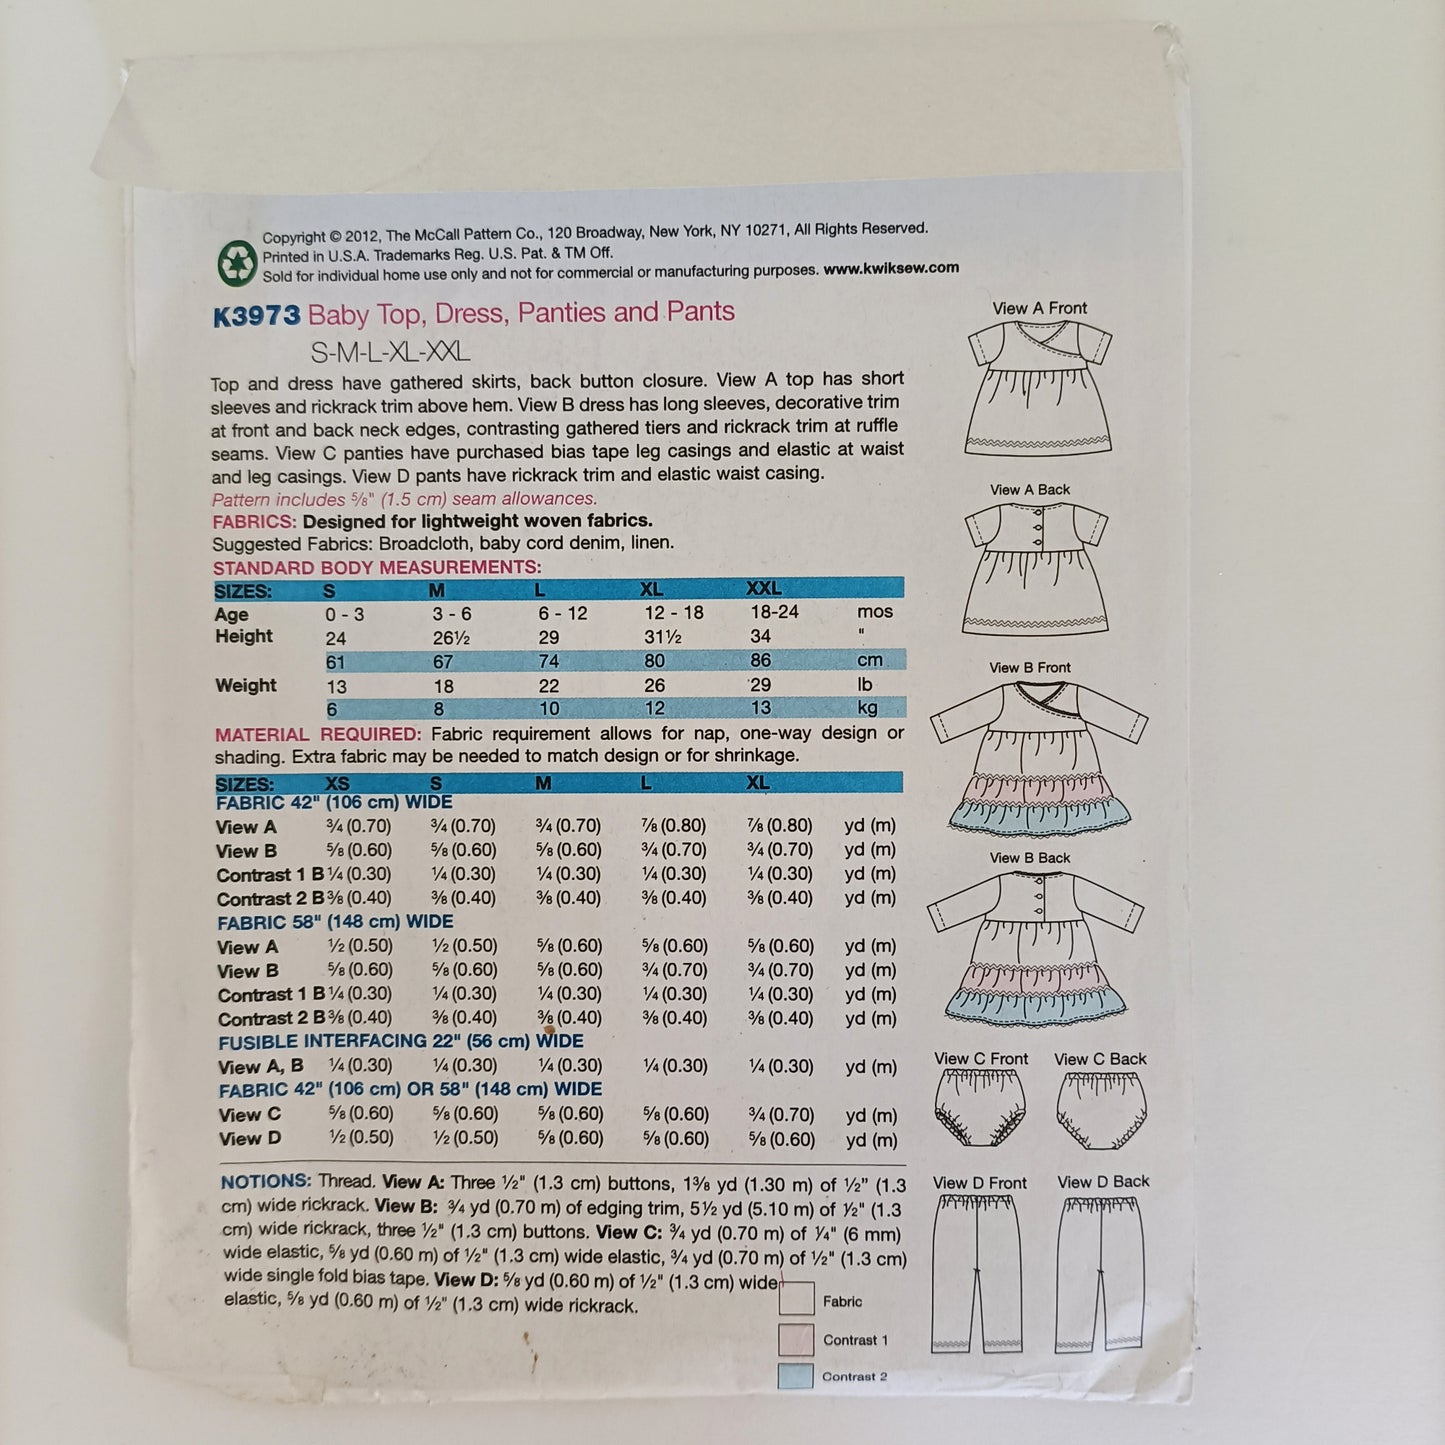 Copyright © 2012, The McCall Pattern Co., 120 Broadway, New York, NY 10271, All Rights Reserved.
Printed in U.S.A. Trademarks Reg. U.S. Pat. & TM Off.
Sold for individual home use only and not for commercial or manufacturing purposes. www.kwiksew.com
K3973 Baby Top, Dress, Panties and Pants
S-M-L-XL-XXL
Top and dress have gathered skirts, back button closure. View A top has short
sleeves and rickrack trim above hem. View B dress has long sleeves, decorative trim
at front and back neck edges, contrasting gathered tiers and rickrack trim at ruffle
seams. View C panties have purchased bias tape leg casings and elastic at waist
and leg casings. View D pants have rickrack trim and elastic waist casing.
Pattern includes ⅝" (1.5 cm) seam allowances.
FABRICS: Designed for lightweight woven fabrics.
Suggested Fabrics: Broadcloth, baby cord denim, linen.
STANDARD BODY MEASUREMENTS:
SIZES: S M L XL XXL
Age 0 - 3 3 - 6 6 - 12 12 - 18 18-24 mos
Height 24 26½ 29 31½ 34 "
61 67 74 80 86 cm
Weight 13 18 22 26 29 lb
6 8 10 12 13 kg
MATERIAL REQUIRED: Fabric requirement allows for nap, one-way design or
shading. Extra fabric may be needed to match design or for shrinkage.
SIZES: XS S M L XL
FABRIC 42" (106 cm) WIDE
View A ¾ (0.70) ¾ (0.70) ¾ (0.70) ⅞ (0.80) ⅞ (0.80) yd (m)
View B ⅝ (0.60) ⅝ (0.60) ⅝ (0.60) ¾ (0.70) ¾ (0.70) yd (m)
Contrast 1 B ¼ (0.30) ¼ (0.30) ¼ (0.30) ¼ (0.30) ¼ (0.30) yd (m)
Contrast 2 B ⅜ (0.40) ⅜ (0.40) ⅜ (0.40) ⅜ (0.40) ⅜ (0.40) yd (m)
FABRIC 58" (148 cm) WIDE
View A ½ (0.50) ½ (0.50) ⅝ (0.60) ⅝ (0.60) ⅝ (0.60) yd (m)
View B ⅝ (0.60) ⅝ (0.60) ⅝ (0.60) ¾ (0.70) ¾ (0.70) yd (m)
Contrast 1 B ¼ (0.30) ¼ (0.30) ¼ (0.30) ¼ (0.30) ¼ (0.30) yd (m)
Contrast 2 B ⅜ (0.40) ⅜ (0.40) ⅜ (0.40) ⅜ (0.40) ⅜ (0.40) yd (m)
FUSIBLE INTERFACING 22" (56 cm) WIDE
View A, B ¼ (0.30) ¼ (0.30) ¼ (0.30) ¼ (0.30) ¼ (0.30) yd (m)
FABRIC 42" (106 cm) OR 58" (148 cm) WIDE
View C ⅝ (0.60) ⅝ (0.60) ⅝ (0.60) ⅝ (0.60) ¾ (0.70) yd (m)
View D ½ (0.50) ½ (0.50) ⅝ (0.60) ⅝ (0.60) ⅝ (0.60) yd (m)
NOTIONS: Thread. View A: Three ½" (1.3 cm) buttons, 1⅜ yd (1.30 m) of ½" (1.3
cm) wide rickrack. View B: ¾ yd (0.70 m) of edging trim, 5½ yd (5.10 m) of ½" (1.3
cm) wide rickrack, three ½" (1.3 cm) buttons. View C: ¾ yd (0.70 m) of ¼" (6 mm)
wide elastic, ⅝ yd (0.60 m) of ½" (1.3 cm) wide elastic, ¾ yd (0.70 m) of ½" (1.3 cm)
wide single fold bias tape. View D: ⅝ yd (0.60 m) of ½" (1.3 cm) wide
elastic, ⅝ yd (0.60 m) of ½" (1.3 cm) wide rickrack.
Fabric
Contrast 1
Contrast 2
View A Front
View A Back
View B Front
View B Back
View C Front View C Back
View D Front View D Back